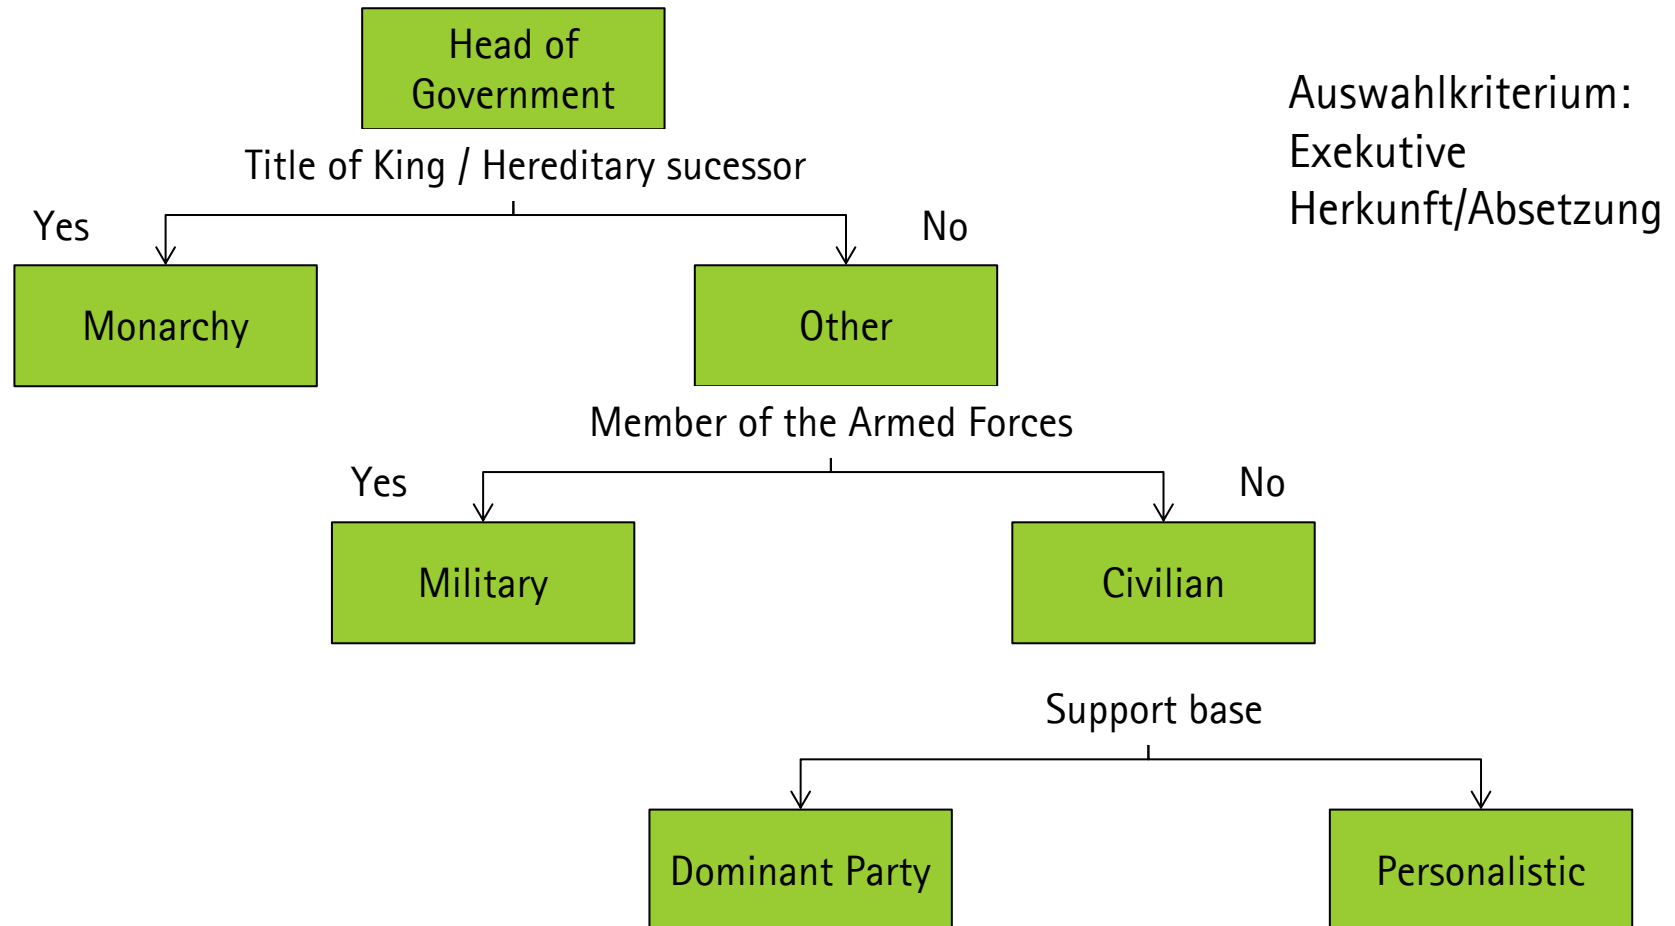 Head of
Government
Auswahlkriterium:
Exekutive
Herkunft/Absetzung
Title of King / Hereditary sucessor
Yes
No
Monarchy
Other
Member of the Armed Forces
Yes
No
Military
Civilian
Support base
Dominant Party
Personalistic